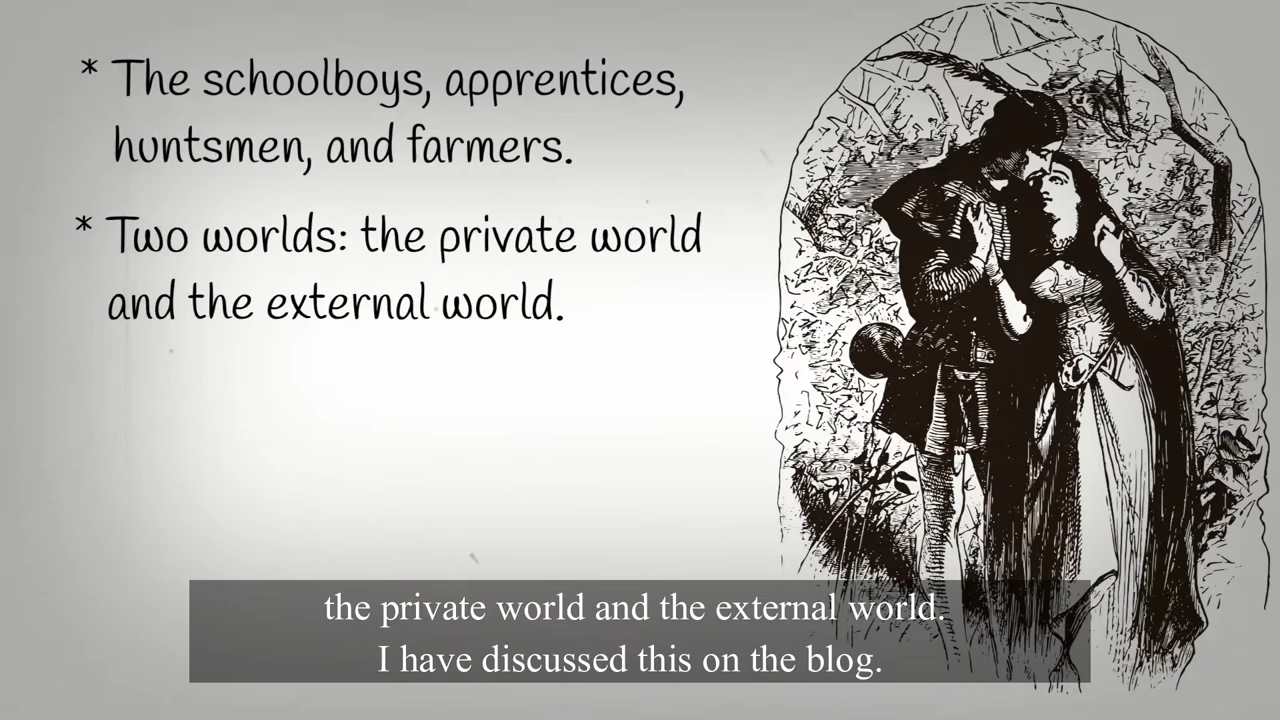 * The schoolboys, apprentices,
huntsmen, and farmers.
* Two worlds: the private world
and the external world.
the private world and the external world.
I have discussed this on the blog.